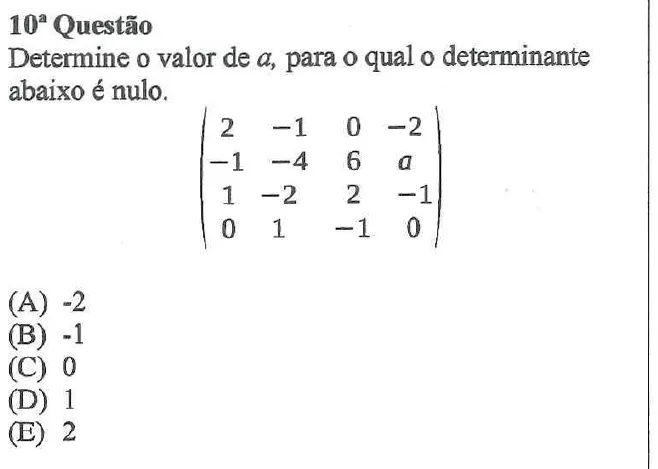 10ª Questão
Determine o valor de a, para o qual o determinante
abaixo é nulo.
2 −1 0 −2
−1 −4 6 a
1 −2 2 −1
0 1 −1 0
(A) -2
(B) -1
(C) 0
(D) 1
(E) 2